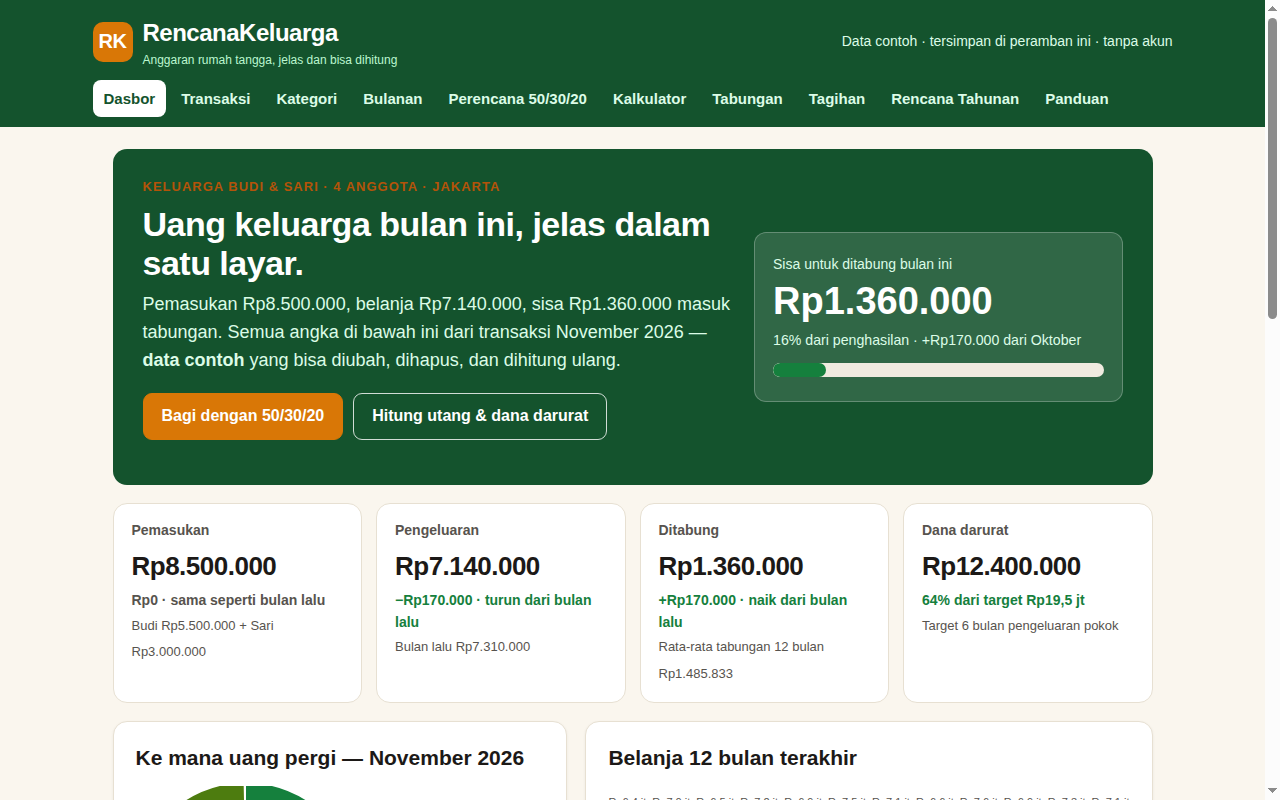 RK
RencanaKeluarga
Anggaran rumah tangga, jelas dan bisa dihitung
Data contoh · tersimpan di peramban ini · tanpa akun
Dasbor Transaksi Kategori Bulanan Perencana 50/30/20 Kalkulator Tabungan Tagihan Rencana Tahunan Panduan
KELUARGA BUDI & SARI · 4 ANGGOTA · JAKARTA
Uang keluarga bulan ini, jelas dalam
satu layar.
Pemasukan Rp8.500.000, belanja Rp7.140.000, sisa Rp1.360.000 masuk
tabungan. Semua angka di bawah ini dari transaksi November 2026 —
data contoh yang bisa diubah, dihapus, dan dihitung ulang.
Bagi dengan 50/30/20
Hitung utang & dana darurat
Sisa untuk ditabung bulan ini
Rp1.360.000
16% dari penghasilan · +Rp170.000 dari Oktober
Pemasukan
Rp8.500.000
Rp0 · sama seperti bulan lalu
Budi Rp5.500.000 + Sari
Rp3.000.000
Pengeluaran
Rp7.140.000
−Rp170.000 · turun dari bulan
lalu
Bulan lalu Rp7.310.000
Ditabung
Rp1.360.000
+Rp170.000 · naik dari bulan
lalu
Rata-rata tabungan 12 bulan
Rp1.485.833
Dana darurat
Rp12.400.000
64% dari target Rp19,5 jt
Target 6 bulan pengeluaran pokok
Ke mana uang pergi — November 2026
Belanja 12 bulan terakhir